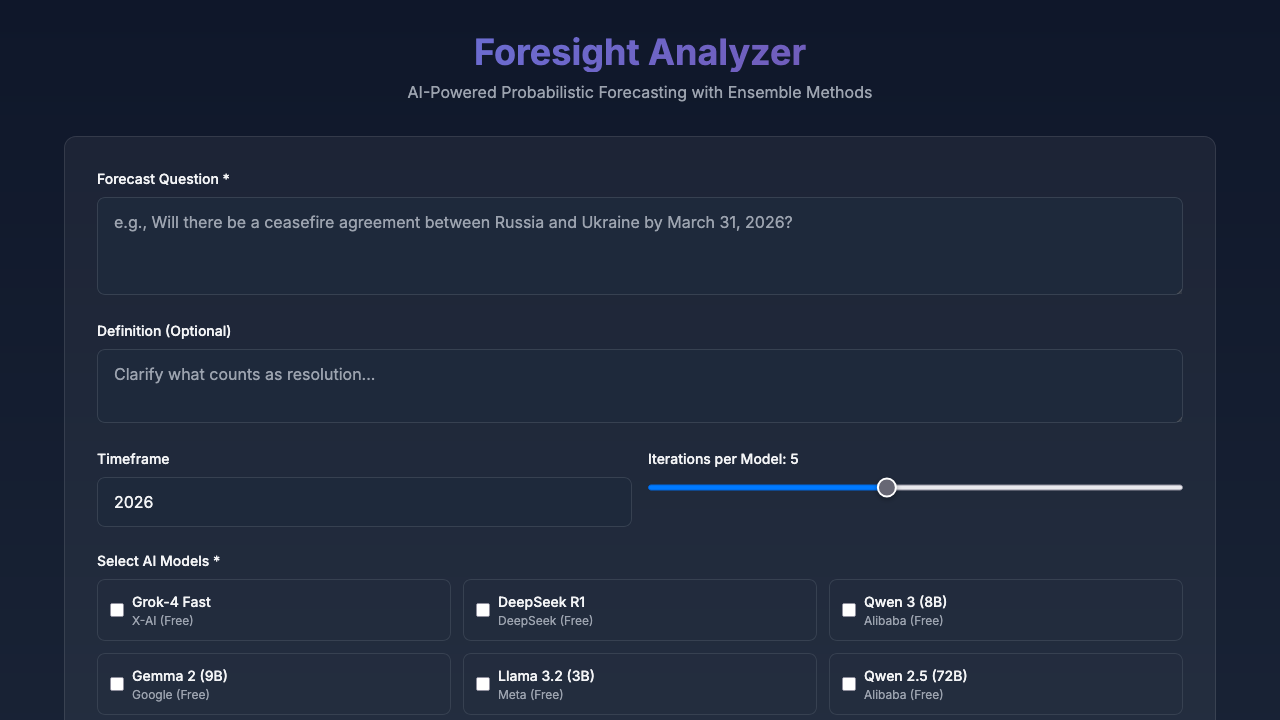 Foresight Analyzer
AI-Powered Probabilistic Forecasting with Ensemble Methods
Forecast Question *
e.g., Will there be a ceasefire agreement between Russia and Ukraine by March 31, 2026?
Definition (Optional)
Clarify what counts as resolution...
Timeframe
Iterations per Model: 5
2026
Select AI Models *
Grok-4 Fast
X-AI (Free)
DeepSeek R1
DeepSeek (Free)
Qwen 3 (8B)
Alibaba (Free)
Gemma 2 (9B)
Google (Free)
Llama 3.2 (3B)
Meta (Free)
Qwen 2.5 (72B)
Alibaba (Free)